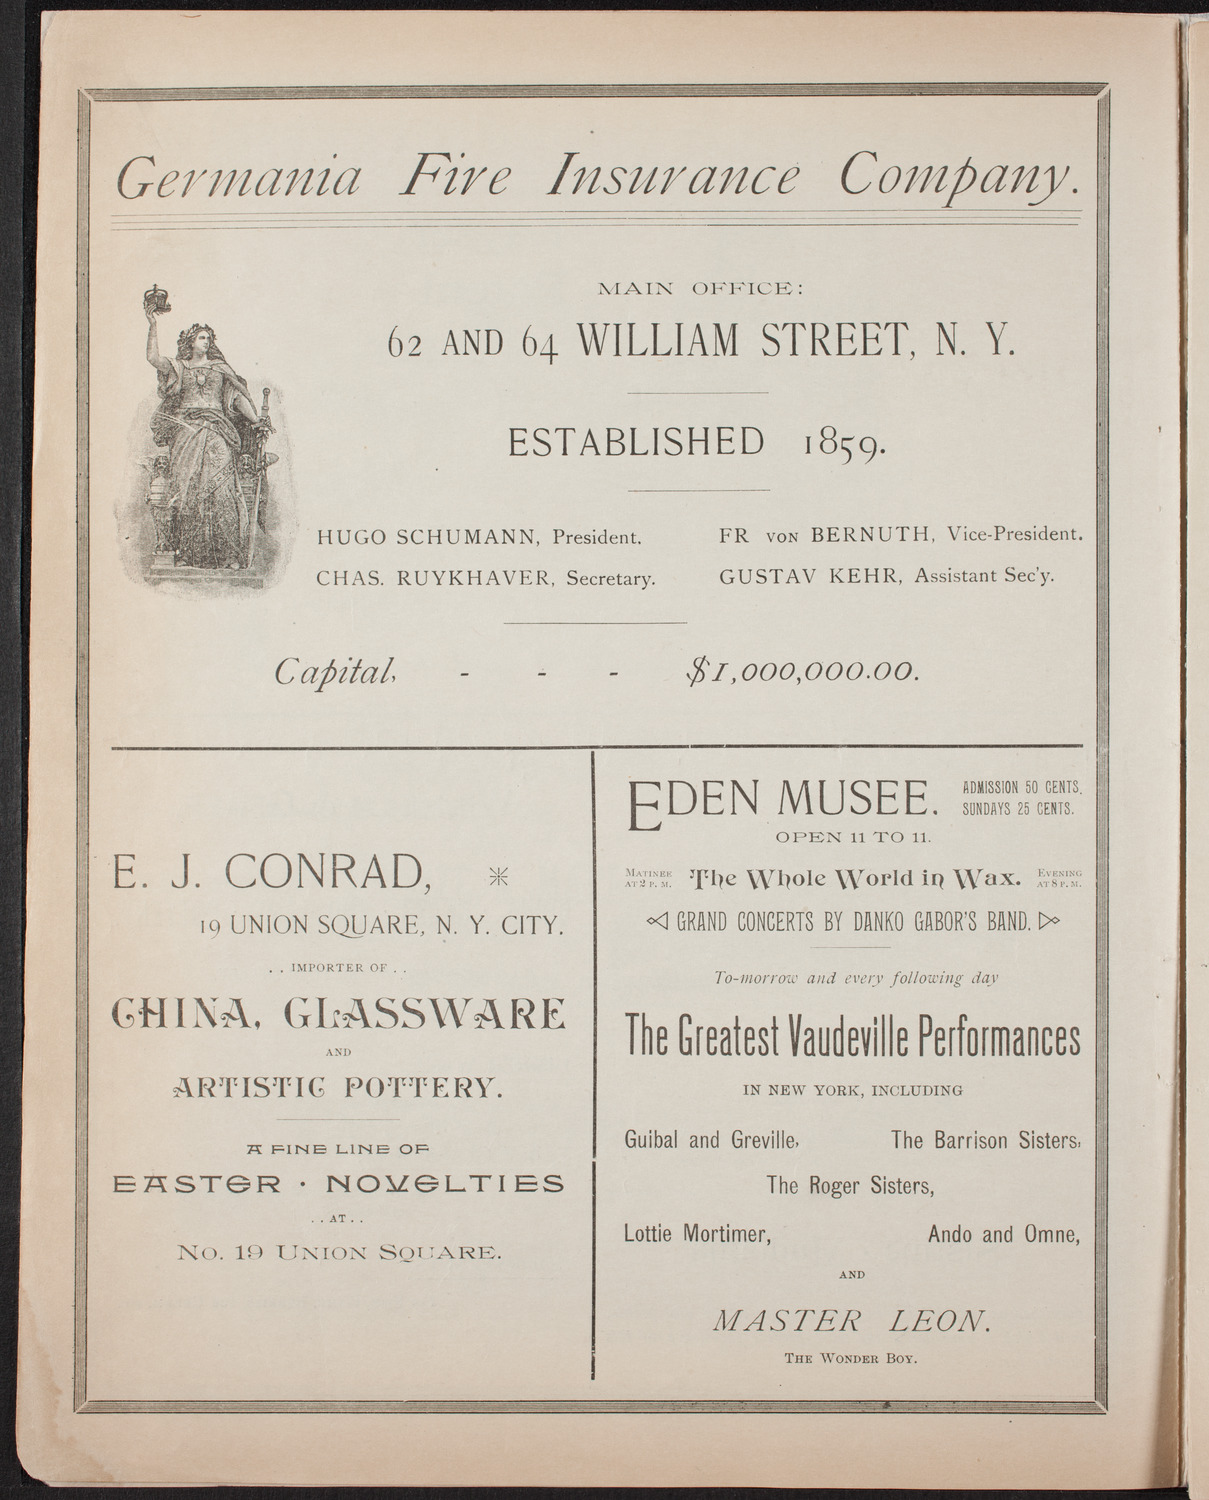 Germania Fire Insurance Company.
MAIN OFFICE:
62 AND 64 WILLIAM STREET, N. Y.
ESTABLISHED 1859.
HUGO SCHUMANN, President.
FR VON BERNUTH, Vice-President.
CHAS. RUYKHAVER, Secretary.
GUSTAV KEHR, Assistant Sec'y.
Capital, - - - $1,000,000.00.
E. J. CONRAD,
19 UNION SQUARE, N. Y. CITY.
. . IMPORTER OF . .
CHINA, GLASSWARE
AND
ARTISTIC POTTERY.
A FINE LINE OF
EASTER · NOVELTIES
. . AT . .
No. 19 UNION SQUARE.
EDEN MUSEE.
ADMISSION 50 CENTS.
SUNDAYS 25 CENTS.
OPEN 11 TO 11.
MATINEE
AT 2 P. M.
The Whole World in Wax.
EVENING
AT 8 P. M.
GRAND CONCERTS BY DANKO GABOR'S BAND.
To-morrow and every following day
The Greatest Vaudeville Performances
IN NEW YORK, INCLUDING
Guibal and Greville, The Barrison Sisters,
The Roger Sisters,
Lottie Mortimer, Ando and Omne,
AND
MASTER LEON.
THE WONDER BOY.